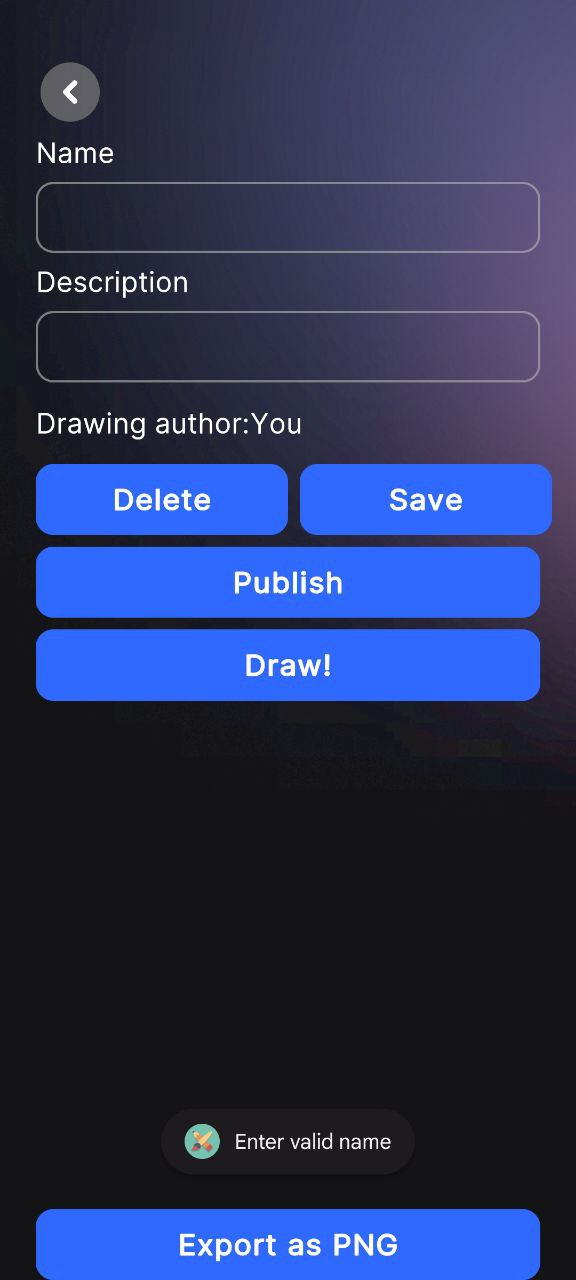 Name
Description
Drawing author:You
Delete
Save
Publish
Draw!
Enter valid name
Export as PNG